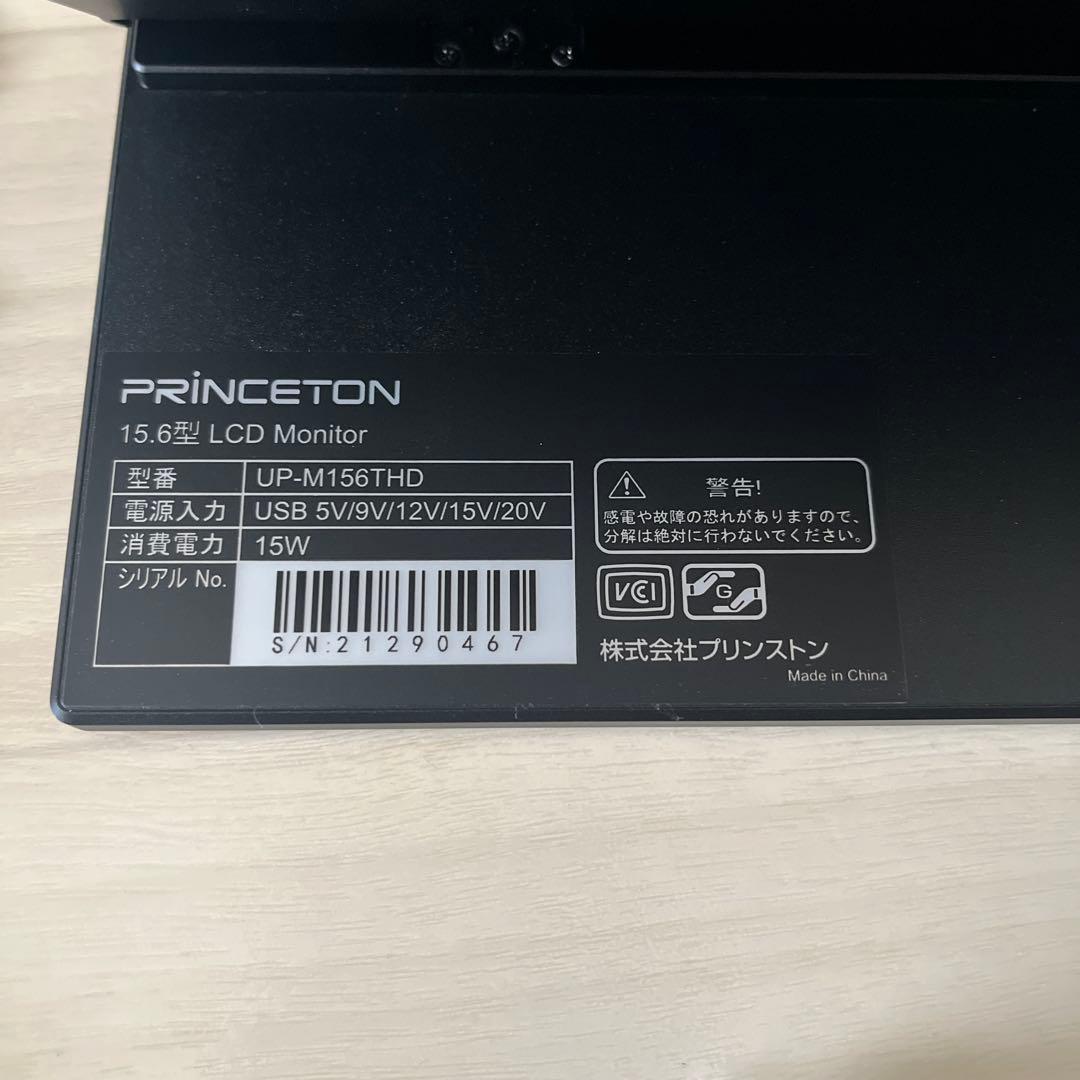 PRINCETON
15.6型 LCD Monitor
型番 UP-M156THD
電源入力 USB 5V/9V/12V/15V/20V
消費電力 15W
シリアル No.
S/N:21290467
警告!
感電や故障の恐れがありますので、
分解は絶対に行わないでください。
VCI G
株式会社プリンストン
Made in China